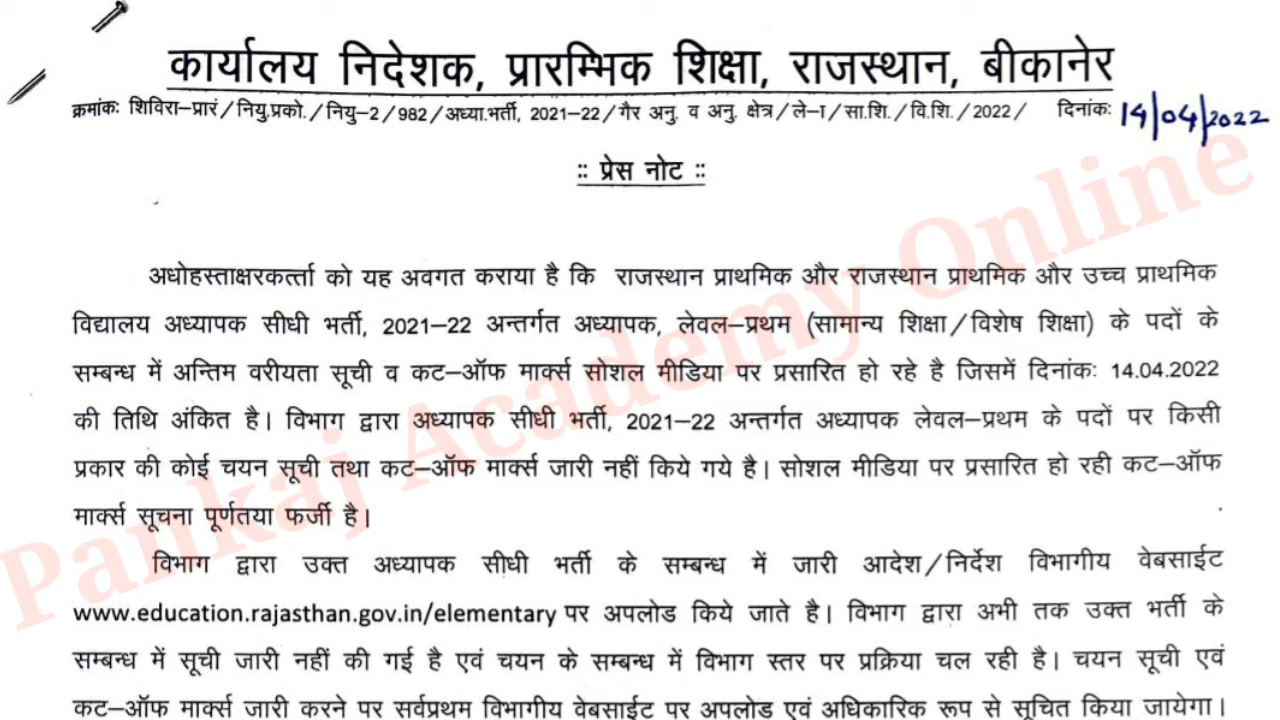 कार्यालय निदेशक, प्रारम्भिक शिक्षा, राजस्थान, बीकानेर
क्रमांकः शिविरा–प्रारं/नियु.प्रको./नियु–2/982/अध्या.भर्ती, 2021–22/गैर अनु. व अनु. क्षेत्र/ले–I/सा.शि./वि.शि./2022/ दिनांकः 14/04/2022
:: प्रेस नोट ::
अधोहस्ताक्षरकर्त्ता को यह अवगत कराया है कि राजस्थान प्राथमिक और राजस्थान प्राथमिक और उच्च प्राथमिक
विद्यालय अध्यापक सीधी भर्ती, 2021–22 अन्तर्गत अध्यापक, लेवल–प्रथम (सामान्य शिक्षा/विशेष शिक्षा) के पदों के
सम्बन्ध में अन्तिम वरीयता सूची व कट–ऑफ मार्क्स सोशल मीडिया पर प्रसारित हो रहे है जिसमें दिनांकः 14.04.2022
की तिथि अंकित है। विभाग द्वारा अध्यापक सीधी भर्ती, 2021–22 अन्तर्गत अध्यापक लेवल–प्रथम के पदों पर किसी
प्रकार की कोई चयन सूची तथा कट–ऑफ मार्क्स जारी नहीं किये गये है। सोशल मीडिया पर प्रसारित हो रही कट–ऑफ
मार्क्स सूचना पूर्णतया फर्जी है।
विभाग द्वारा उक्त अध्यापक सीधी भर्ती के सम्बन्ध में जारी आदेश/निर्देश विभागीय वेबसाईट
www.education.rajasthan.gov.in/elementary पर अपलोड किये जाते है। विभाग द्वारा अभी तक उक्त भर्ती के
सम्बन्ध में सूची जारी नहीं की गई है एवं चयन के सम्बन्ध में विभाग स्तर पर प्रक्रिया चल रही है। चयन सूची एवं
कट–ऑफ मार्क्स जारी करने पर सर्वप्रथम विभागीय वेबसाईट पर अपलोड एवं अधिकारिक रूप से सूचित किया जायेगा।
Pankaj Academy Online